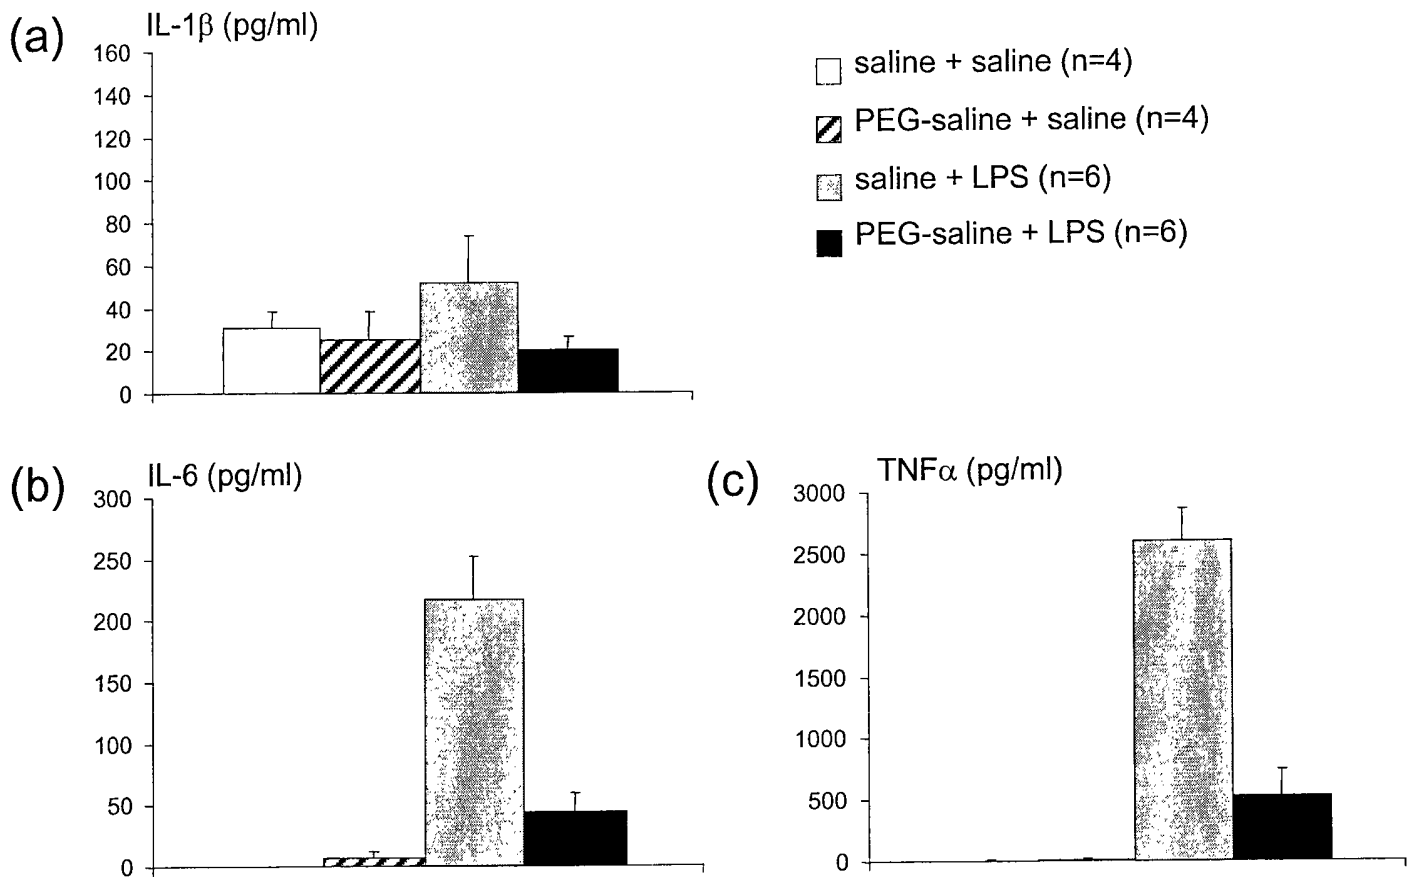 (a)
IL-1β (pg/ml)
160
140
120
100
80
60
40
20
0
saline + saline (n=4)
PEG-saline + saline (n=4)
saline + LPS (n=6)
PEG-saline + LPS (n=6)
(b)
IL-6 (pg/ml)
300
250
200
150
100
50
0
(c)
TNFα (pg/ml)
3000
2500
2000
1500
1000
500
0